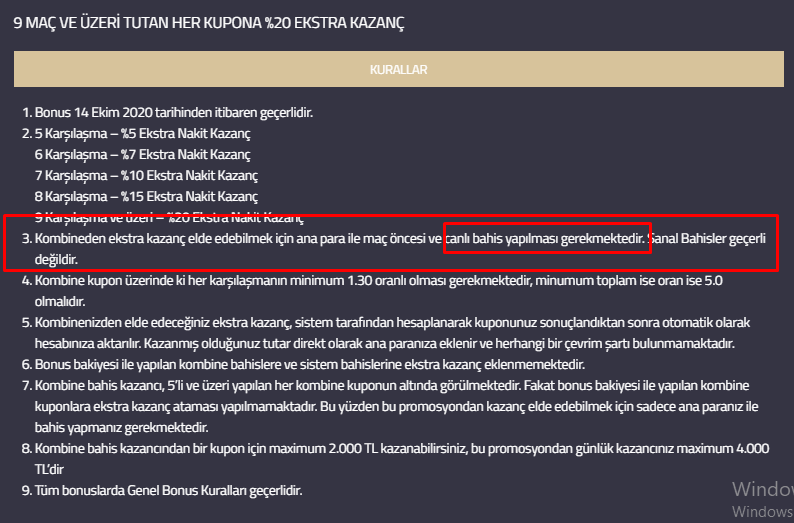 9 MAÇ VE ÜZERİ TUTAN HER KUPONA %20 EKSTRA KAZANÇ
KURALLAR
1. Bonus 14 Ekim 2020 tarihinden itibaren geçerlidir.
2. 5 Karşılaşma – %5 Ekstra Nakit Kazanç
6 Karşılaşma – %7 Ekstra Nakit Kazanç
7 Karşılaşma – %10 Ekstra Nakit Kazanç
8 Karşılaşma – %15 Ekstra Nakit Kazanç
9 Karşılaşma ve üzeri – %20 Ekstra Nakit Kazanç
3. Kombineden ekstra kazanç elde edebilmek için ana para ile maç öncesi ve canlı bahis yapılması gerekmektedir. Sanal Bahisler geçerli
değildir.
4. Kombine kupon üzerinde ki her karşılaşmanın minimum 1.30 oranlı olması gerekmektedir, minumum toplam ise oran ise 5.0
olmalıdır.
5. Kombinenizden elde edeceğiniz ekstra kazanç, sistem tarafından hesaplanarak kuponunuz sonuçlandıktan sonra otomatik olarak
hesabınıza aktarılır. Kazanmış olduğunuz tutar direkt olarak ana paranıza eklenir ve herhangi bir çevrim şartı bulunmamaktadır.
6. Bonus bakiyesi ile yapılan kombine bahislere ve sistem bahislerine ekstra kazanç eklenmemektedir.
7. Kombine bahis kazancı, 5'li ve üzeri yapılan her kombine kuponun altında görülmektedir. Fakat bonus bakiyesi ile yapılan kombine
kuponlara ekstra kazanç ataması yapılmamaktadır. Bu yüzden bu promosyondan kazanç elde edebilmek için sadece ana paranız ile
bahis yapmanız gerekmektedir.
8. Kombine bahis kazancından bir kupon için maximum 2.000 TL kazanabilirsiniz, bu promosyondan günlük kazancınız maximum 4.000
TL'dir
9. Tüm bonuslarda Genel Bonus Kuralları geçerlidir.
Window
Windows